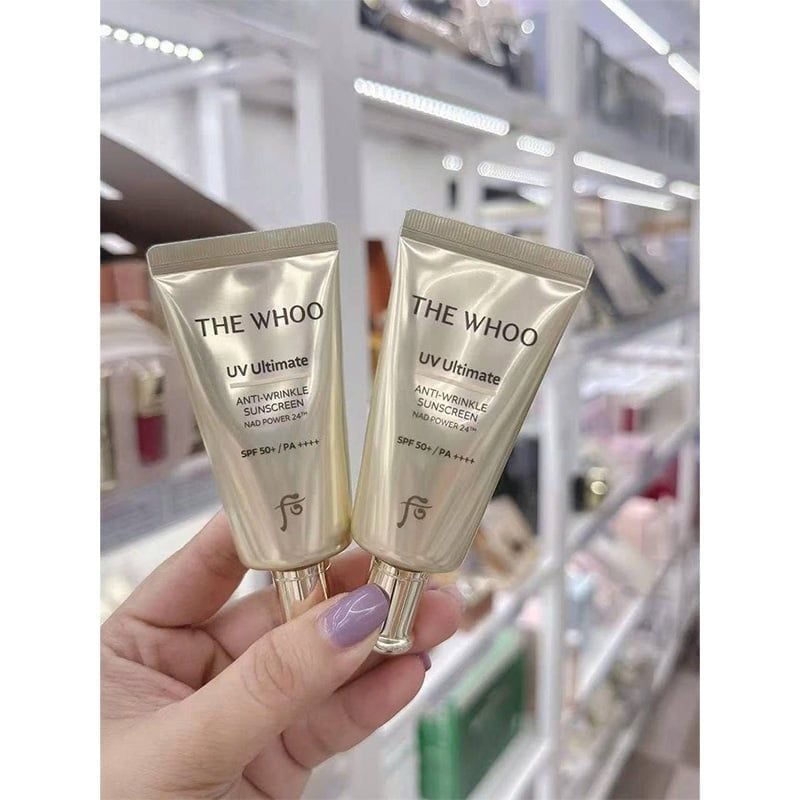 THE WHOO
UV Ultimate
ANTI-WRINKLE
SUNSCREEN
NAD POWER 24™
SPF 50+ / PA ++++
THE WHOO
UV Ultimate
ANTI-WRINKLE
SUNSCREEN
NAD POWER 24™
SPF 50+ / PA ++++